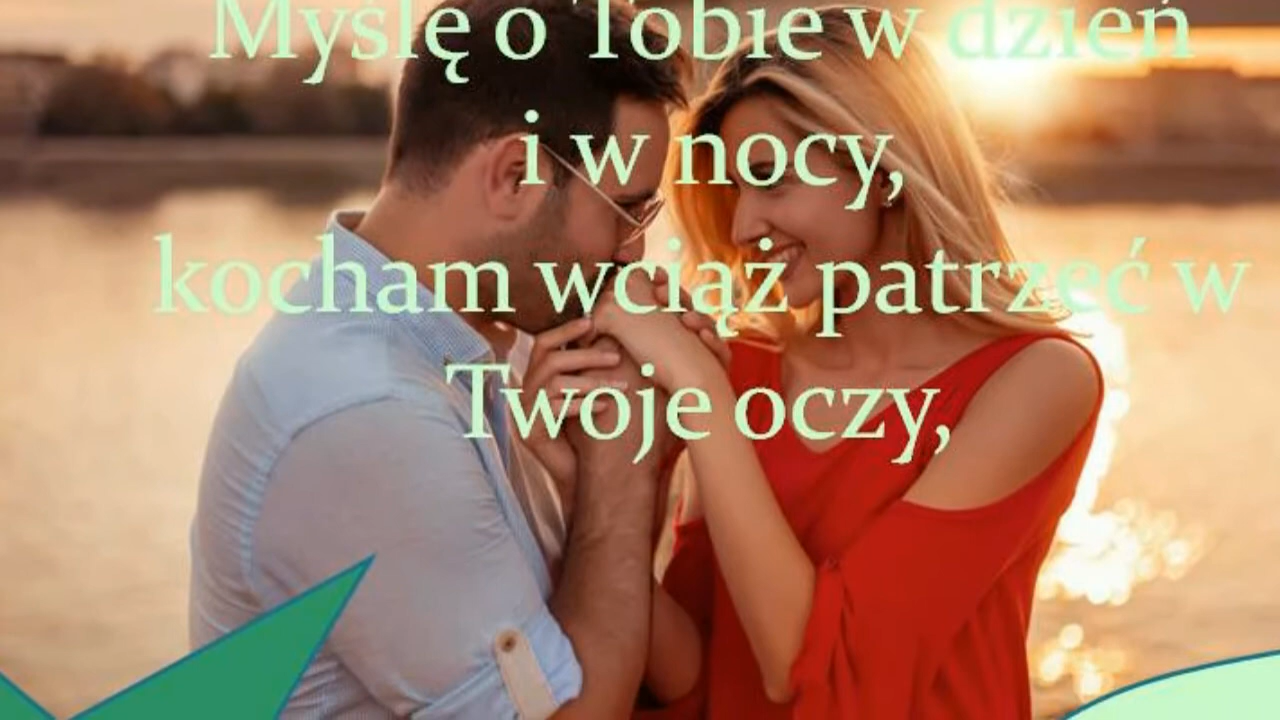 Myślę o Tobie w dzień
i w nocy,
kocham wciąż patrzeć w
Twoje oczy,